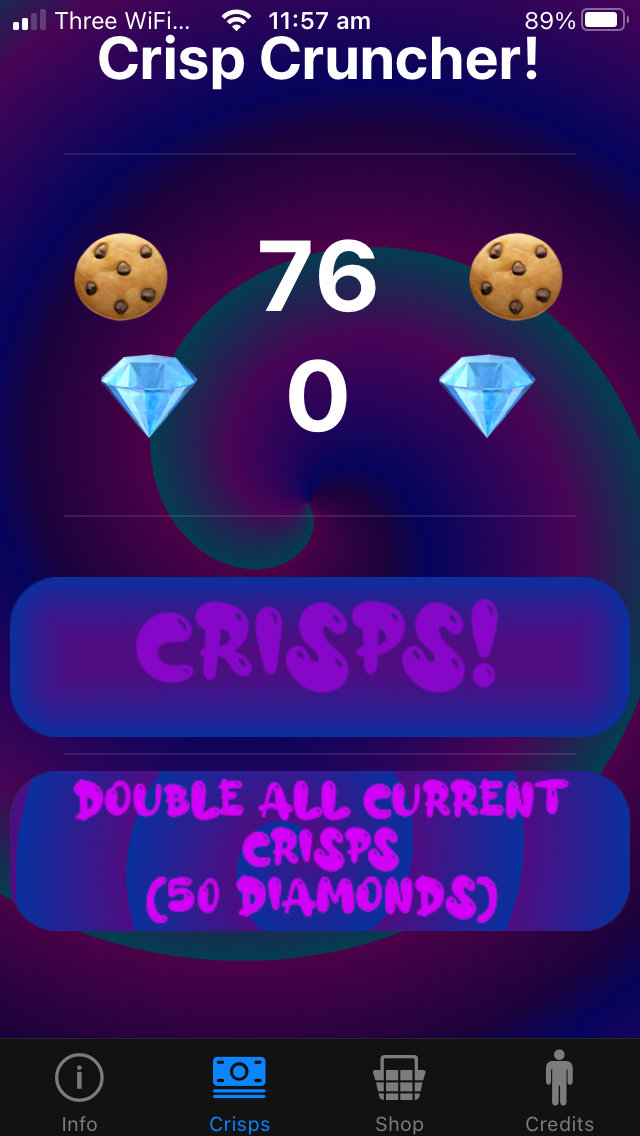 Three WiFi... 11:57 am 89%
Crisp Cruncher!
76
0
CRISPS!
DOUBLE ALL CURRENT
CRISPS
(50 DIAMONDS)
Info Crisps Shop Credits